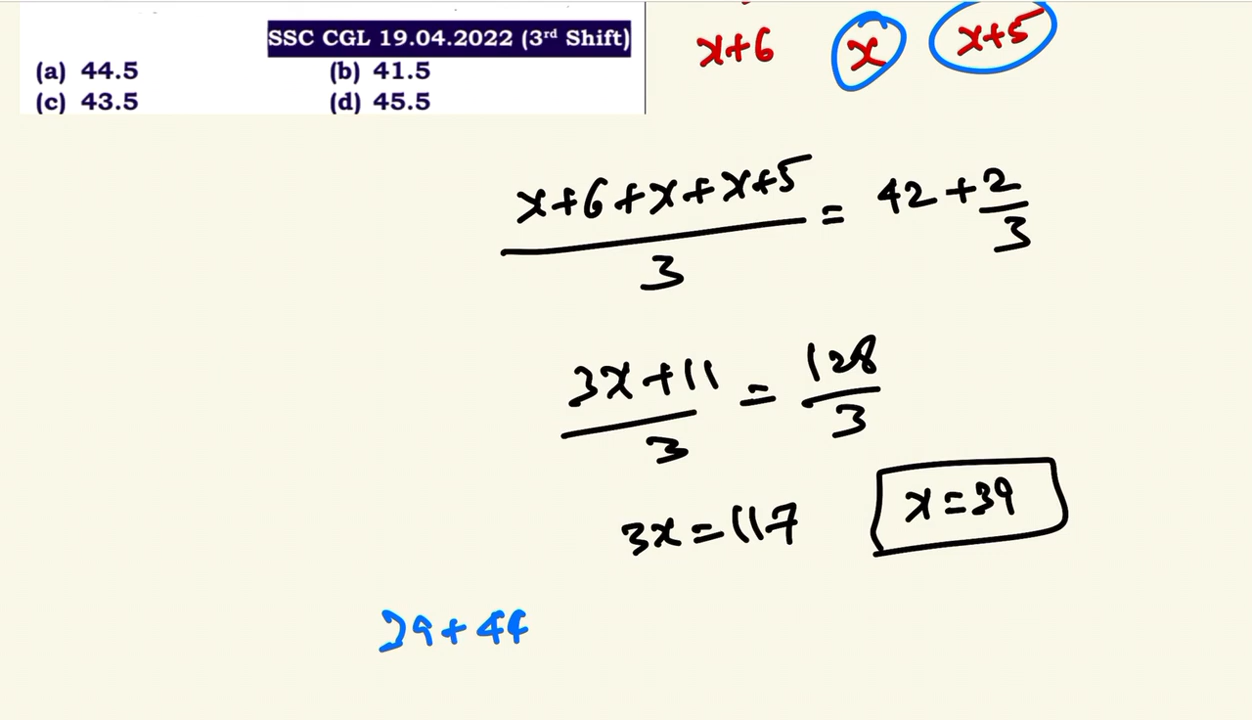 SSC CGL 19.04.2022 (3rd Shift)
(a) 44.5 (b) 41.5
(c) 43.5 (d) 45.5
x+6 x x+5
x+6+x+x+5 / 3 = 42 + 2/3
3x+11 / 3 = 128 / 3
3x=117 x=39
39+44